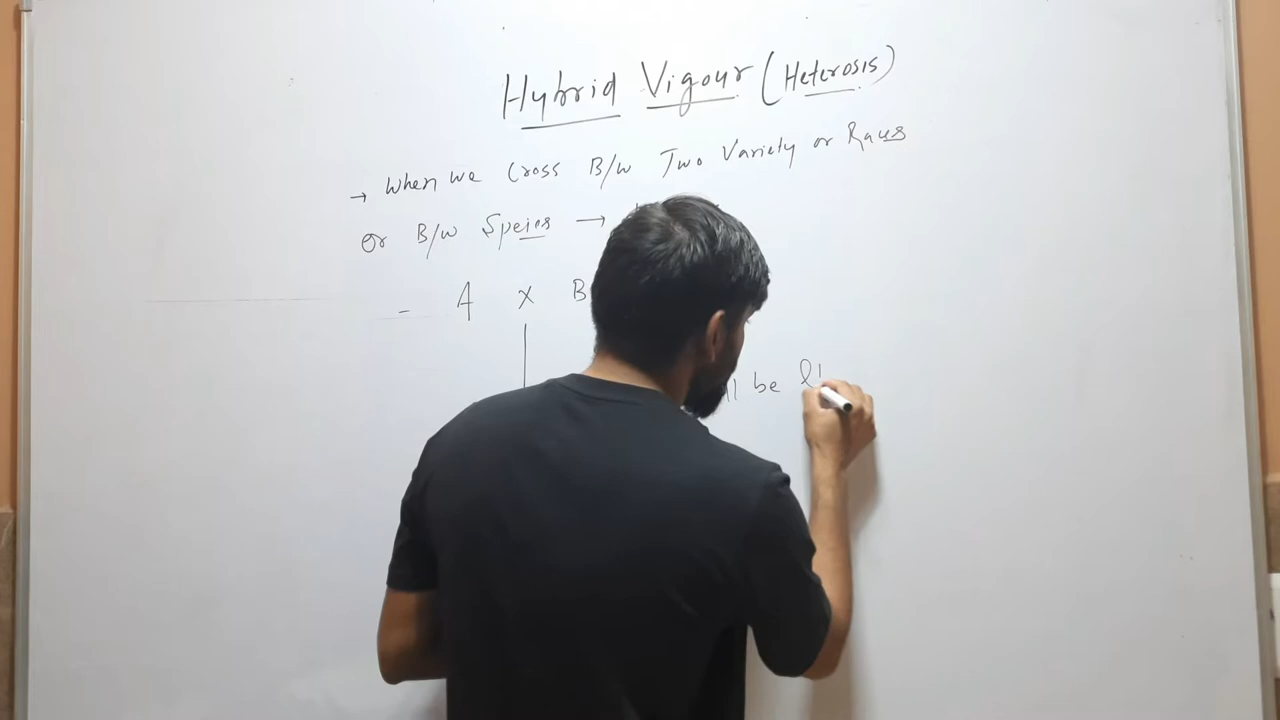 Hybrid Vigour (Heterosis)
→ When we Cross B/w Two Variety or Races
or B/w Speies →
- A X B
be